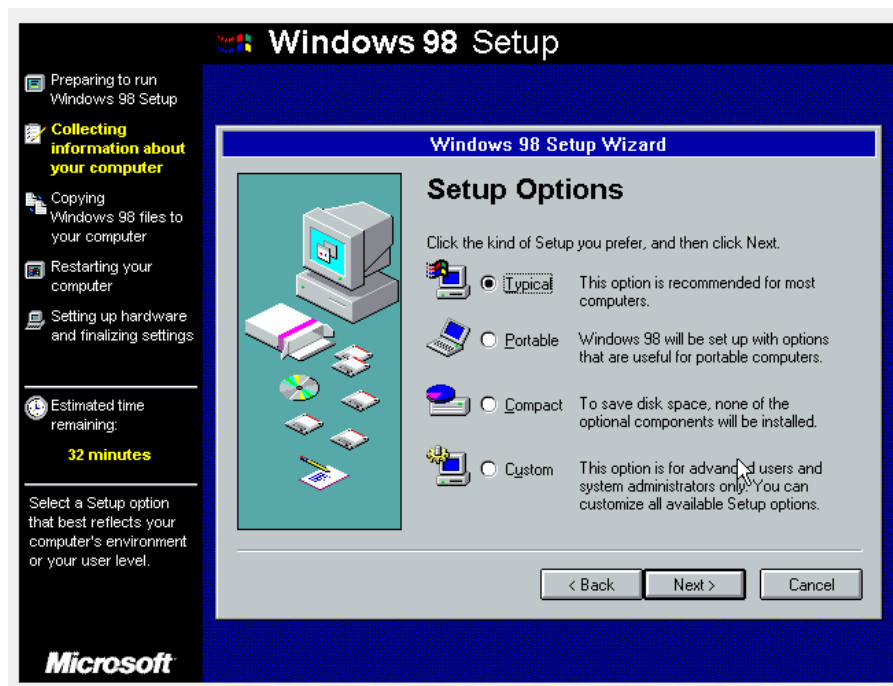 Windows 98 Setup
Preparing to run
Windows 98 Setup
Collecting
information about
your computer
Copying
Windows 98 files to
your computer
Restarting your
computer
Setting up hardware
and finalizing settings
Estimated time
remaining:
32 minutes
Select a Setup option
that best reflects your
computer's environment
or your user level.
Microsoft
Windows 98 Setup Wizard
Setup Options
Click the kind of Setup you prefer, and then click Next.
Typical
This option is recommended for most
computers.
Portable
Windows 98 will be set up with options
that are useful for portable computers.
Compact
To save disk space, none of the
optional components will be installed.
Custom
This option is for advanced users and
system administrators only. You can
customize all available Setup options.
< Back
Next >
Cancel